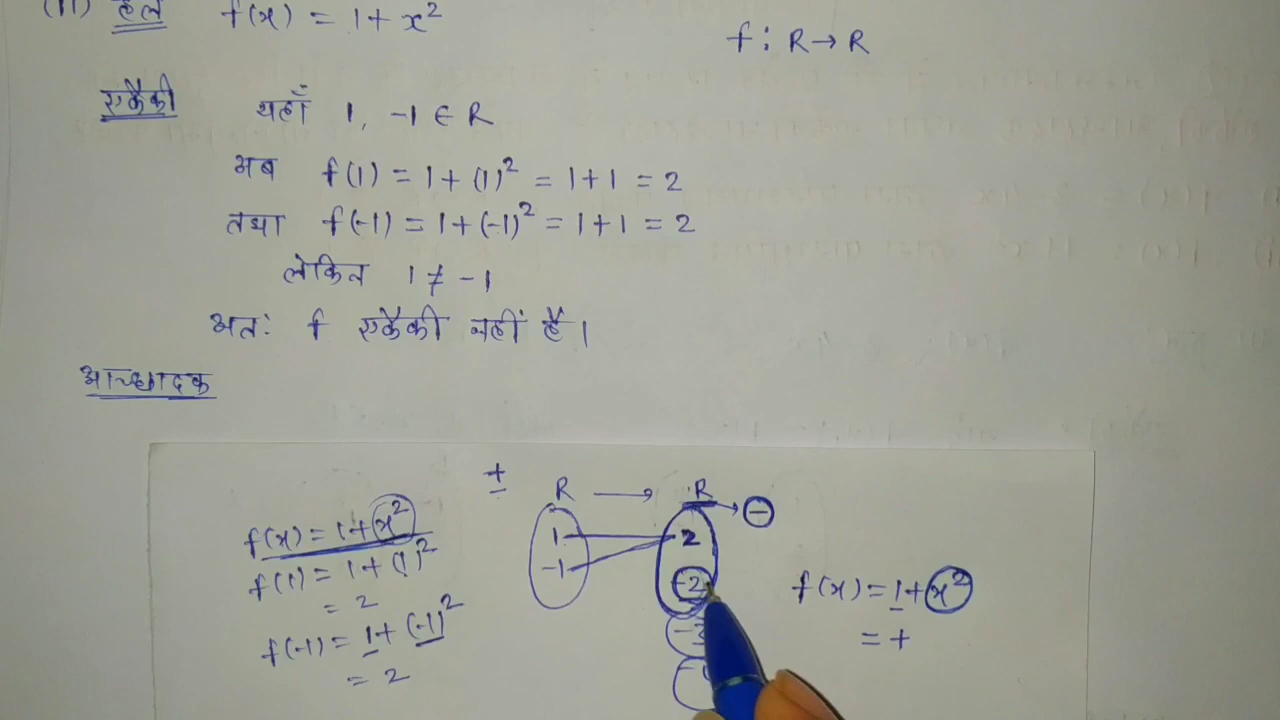 (ii) हल f(x) = 1 + x²
f : R → R
एकैकी यहाँ 1, -1 ∈ R
अब f(1) = 1 + (1)² = 1 + 1 = 2
तथा f(-1) = 1 + (-1)² = 1 + 1 = 2
लेकिन 1 ≠ -1
अतः f एकैकी नहीं है।
आच्छादक
±
R → R → -
f(x) = 1 + x²
f(1) = 1 + (1)²
= 2
f(-1) = 1 + (-1)²
= 2
1 2
-1 -2
f(x) = 1 + x²
= +